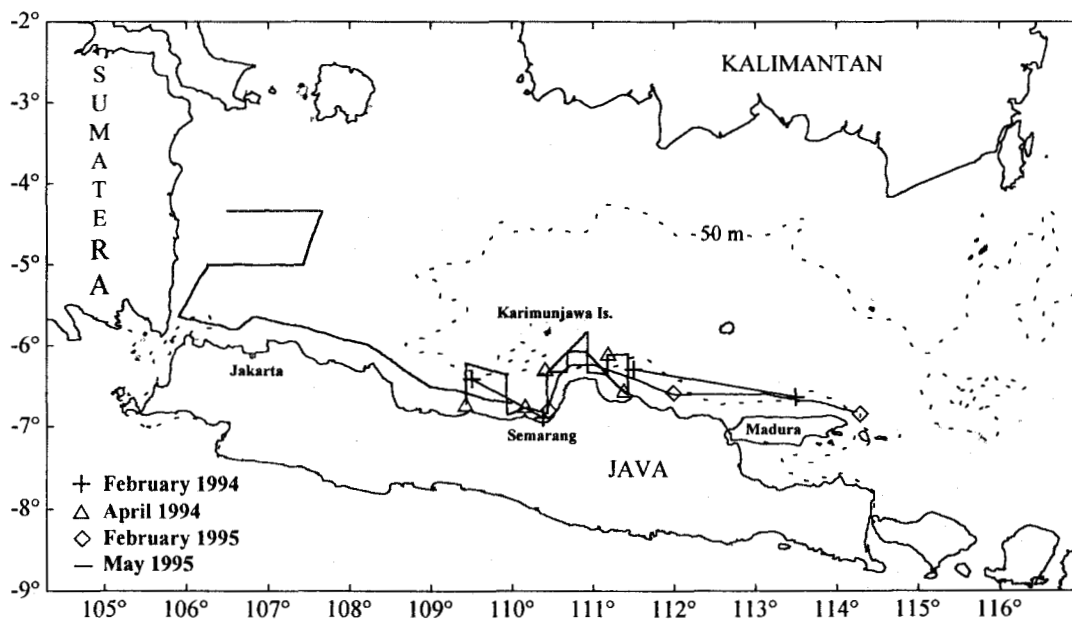 -2°
-3°
-4°
-5°
-6°
-7°
-8°
-9°
SUMATERA
KALIMANTAN
50 m
Karimunjawa Is.
Jakarta
Semarang
Madura
JAVA
+ February 1994
△ April 1994
◇ February 1995
— May 1995
105° 106° 107° 108° 109° 110° 111° 112° 113° 114° 115° 116°